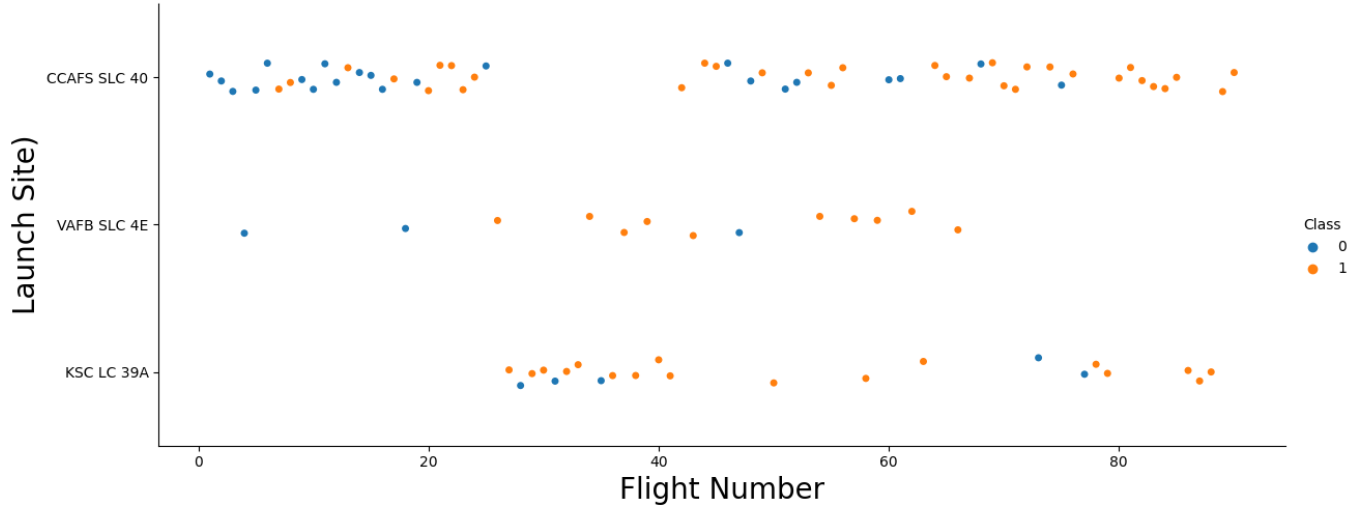 CCAFS SLC 40
VAFB SLC 4E
KSC LC 39A
Launch Site)
0 20 40 60 80
Flight Number
Class
0
1